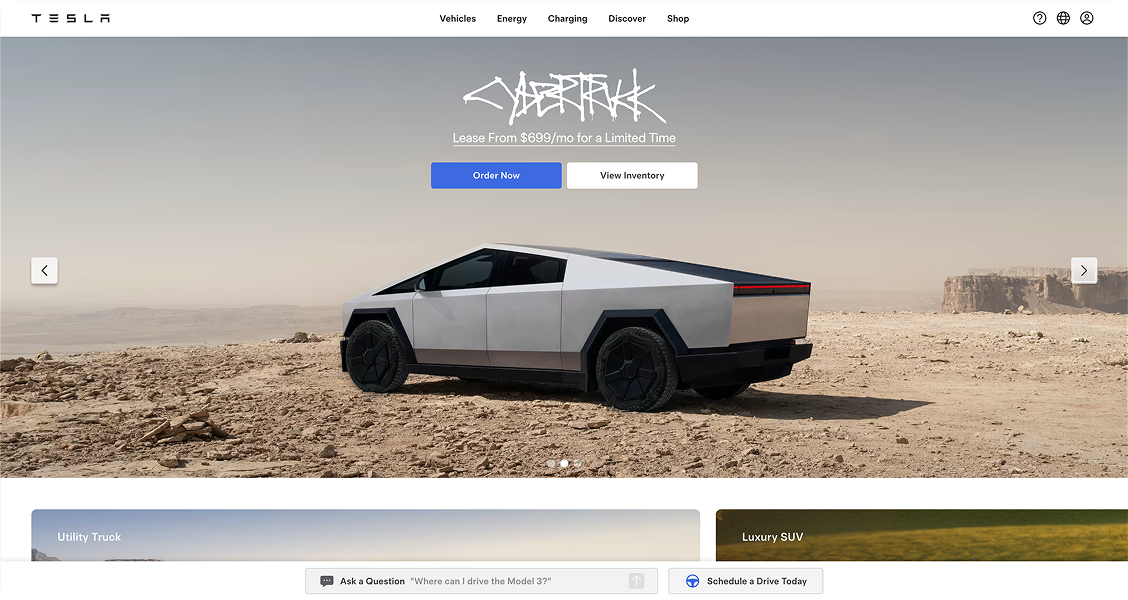 TESLA
Vehicles Energy Charging Discover Shop
CYBERTRUCK
Lease From $699/mo for a Limited Time
Order Now View Inventory
Utility Truck Luxury SUV
Ask a Question "Where can I drive the Model 3?" Schedule a Drive Today